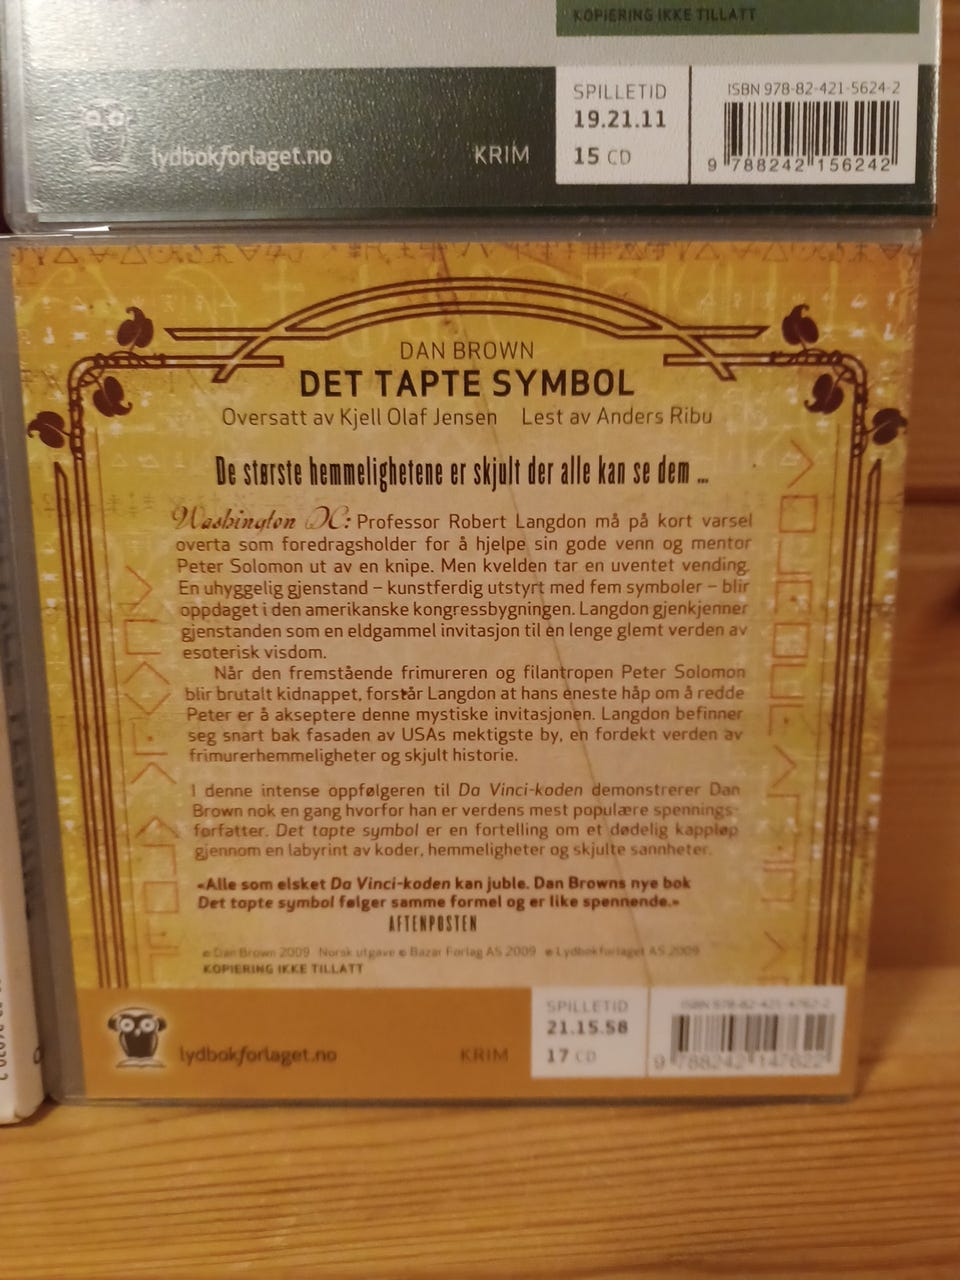 KOPIERING IKKE TILLATT
lydbokforlaget.no
KRIM
SPILLETID
19.21.11
15 CD
ISBN 978-82-421-5624-2
9 788242 156242
DAN BROWN
DET TAPTE SYMBOL
Oversatt av Kjell Olaf Jensen Lest av Anders Ribu
De største hemmelighetene er skjult der alle kan se dem ...
Washington DC: Professor Robert Langdon må på kort varsel
overta som foredragsholder for å hjelpe sin gode venn og mentor
Peter Solomon ut av en knipe. Men kvelden tar en uventet vending.
En uhyggelig gjenstand – kunstferdig utstyrt med fem symboler – blir
oppdaget i den amerikanske kongressbygningen. Langdon gjenkjenner
gjenstanden som en eldgammel invitasjon til en lenge glemt verden av
esoterisk visdom.
Når den fremstående frimureren og filantropen Peter Solomon
blir brutalt kidnappet, forstår Langdon at hans eneste håp om å redde
Peter er å akseptere denne mystiske invitasjonen. Langdon befinner
seg snart bak fasaden av USAs mektigste by, en fordekt verden av
frimurerhemmeligheter og skjult historie.
I denne intense oppfølgeren til Da Vinci-koden demonstrerer Dan
Brown nok en gang hvorfor han er verdens mest populære spennings-
forfatter. Det tapte symbol er en fortelling om et dødelig kappløp
gjennom en labyrint av koder, hemmeligheter og skjulte sannheter.
«Alle som elsket Da Vinci-koden kan juble. Dan Browns nye bok
Det tapte symbol følger samme formel og er like spennende.»
AFTENPOSTEN
© Dan Brown 2009 Norsk utgave © Bazar Forlag AS 2009 © Lydbokforlaget AS 2009
KOPIERING IKKE TILLATT
lydbokforlaget.no
KRIM
SPILLETID
21.15.58
17 CD
ISBN 978-82-421-4762-2
9 788242 147622